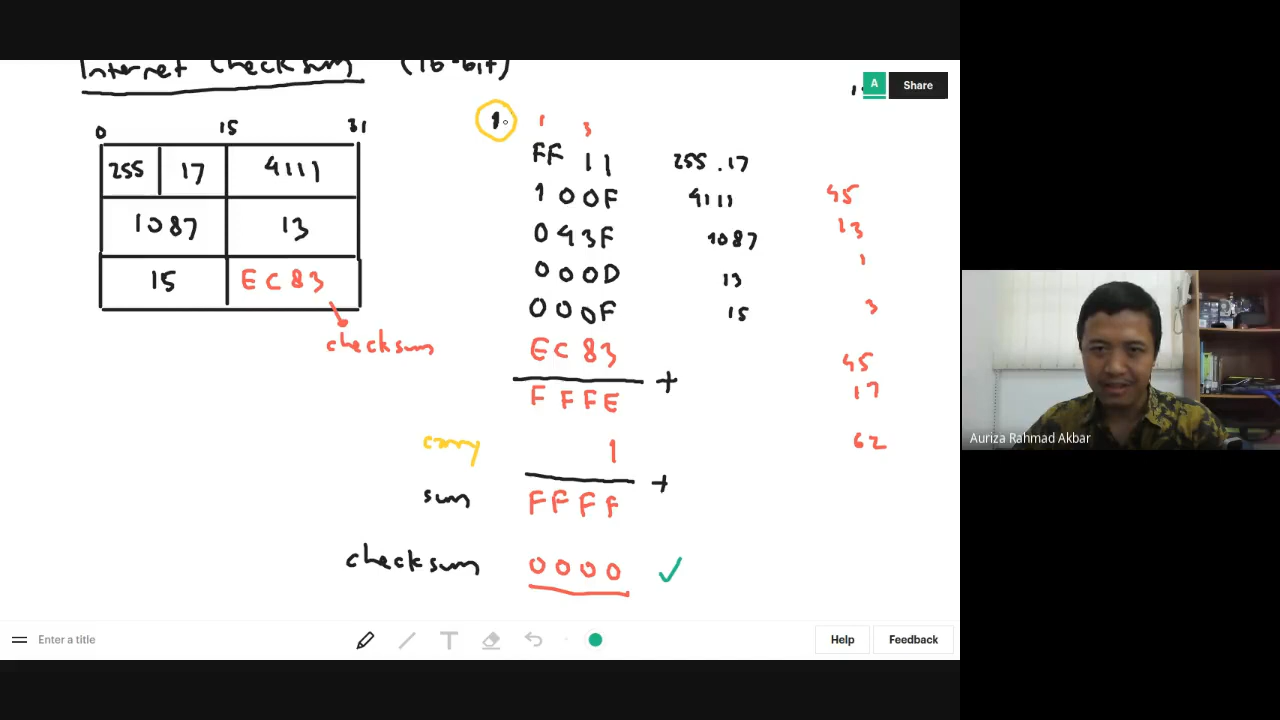 Internet Checksum (16-bit)
A Share
0 15 31
255 17 4111
1087 13
15 EC83
checksum
1 1 3
FF 11 255.17
100F 4111 45
043F 1087 13
1
000D 13
000F 15 3
EC83 45
+
FFFE 17
carry 1 62
+
sum FFFF
checksum 0000 ✓
Auriza Rahmad Akbar
Enter a title
T
Help
Feedback